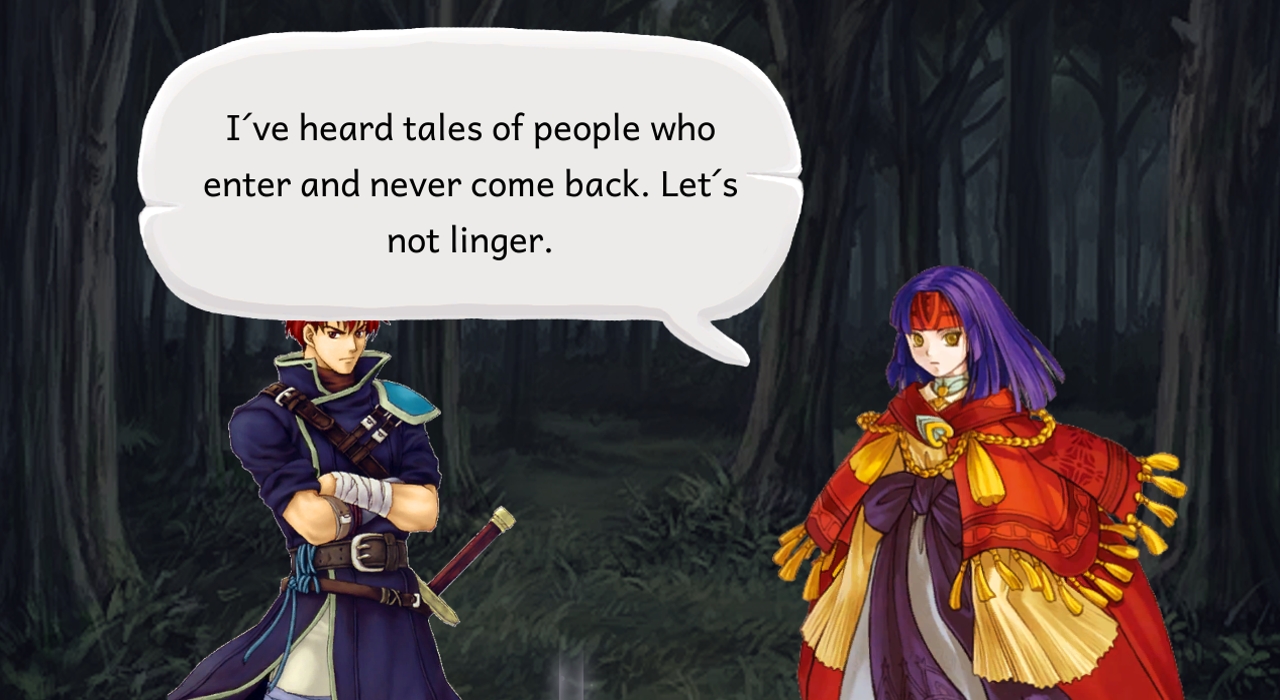 I´ve heard tales of people who
enter and never come back. Let´s
not linger.